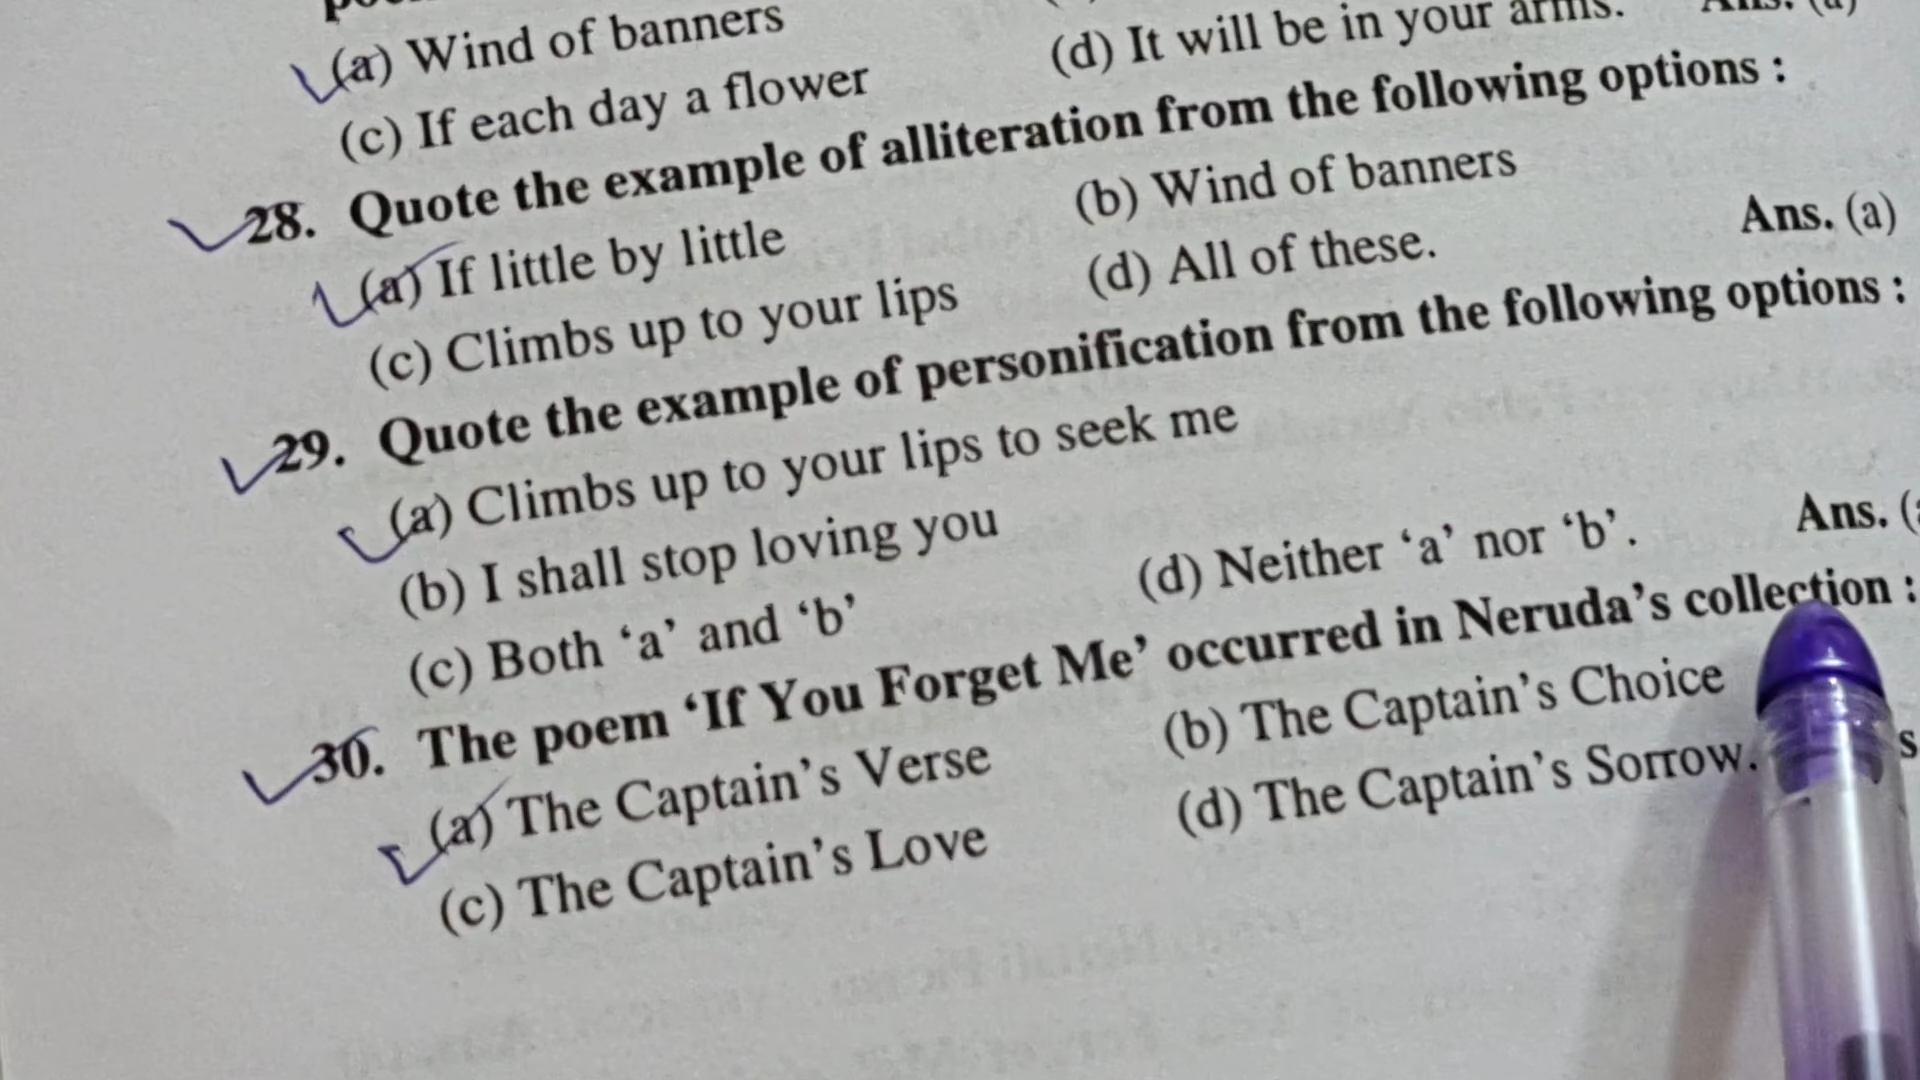 (a) Wind of banners
(d) It will be in your arms.
(c) If each day a flower
28. Quote the example of alliteration from the following options :
(a) If little by little
(b) Wind of banners
(c) Climbs up to your lips
(d) All of these.
Ans. (a)
29. Quote the example of personification from the following options :
(a) Climbs up to your lips to seek me
(b) I shall stop loving you
(c) Both ‘a’ and ‘b’
(d) Neither ‘a’ nor ‘b’.
Ans.
30. The poem ‘If You Forget Me’ occurred in Neruda’s collection :
(a) The Captain’s Verse
(b) The Captain’s Choice
(c) The Captain’s Love
(d) The Captain’s Sorrow.